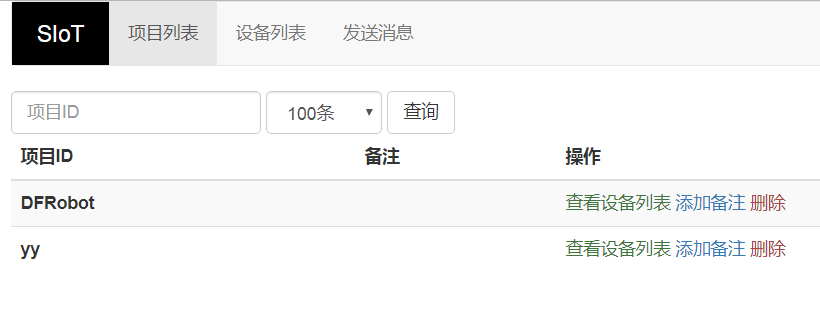 SIoT 项目列表 设备列表 发送消息
项目ID 100条 查询
项目ID 备注 操作
DFRobot 查看设备列表 添加备注 删除
yy 查看设备列表 添加备注 删除